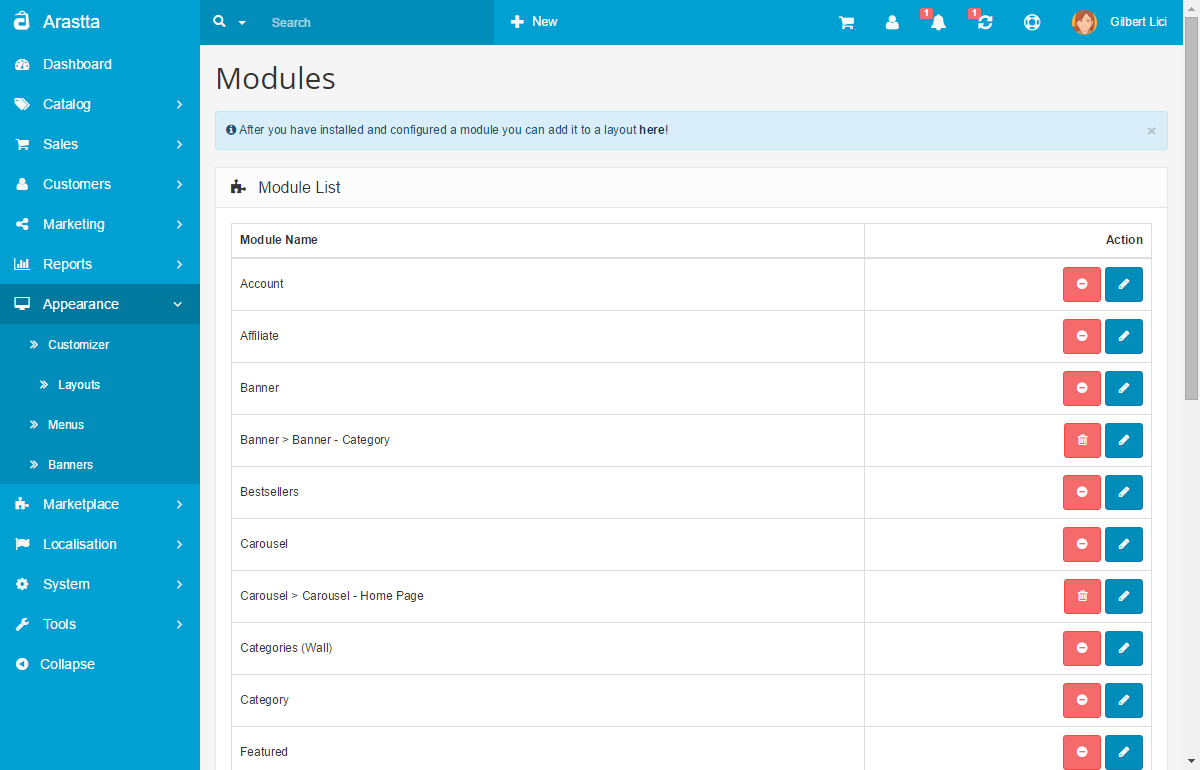 Arastta
Search
New
1
1
Gilbert Lici
Dashboard
Catalog
Sales
Customers
Marketing
Reports
Appearance
Customizer
Layouts
Menus
Banners
Marketplace
Localisation
System
Tools
Collapse
Modules
After you have installed and configured a module you can add it to a layout here!
×
Module List
Module Name Action
Account
Affiliate
Banner
Banner > Banner - Category
Bestsellers
Carousel
Carousel > Carousel - Home Page
Categories (Wall)
Category
Featured